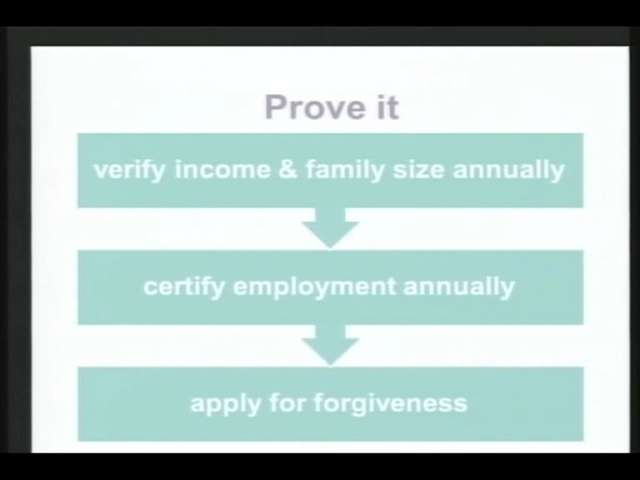 Prove it
verify income & family size annually
certify employment annually
apply for forgiveness